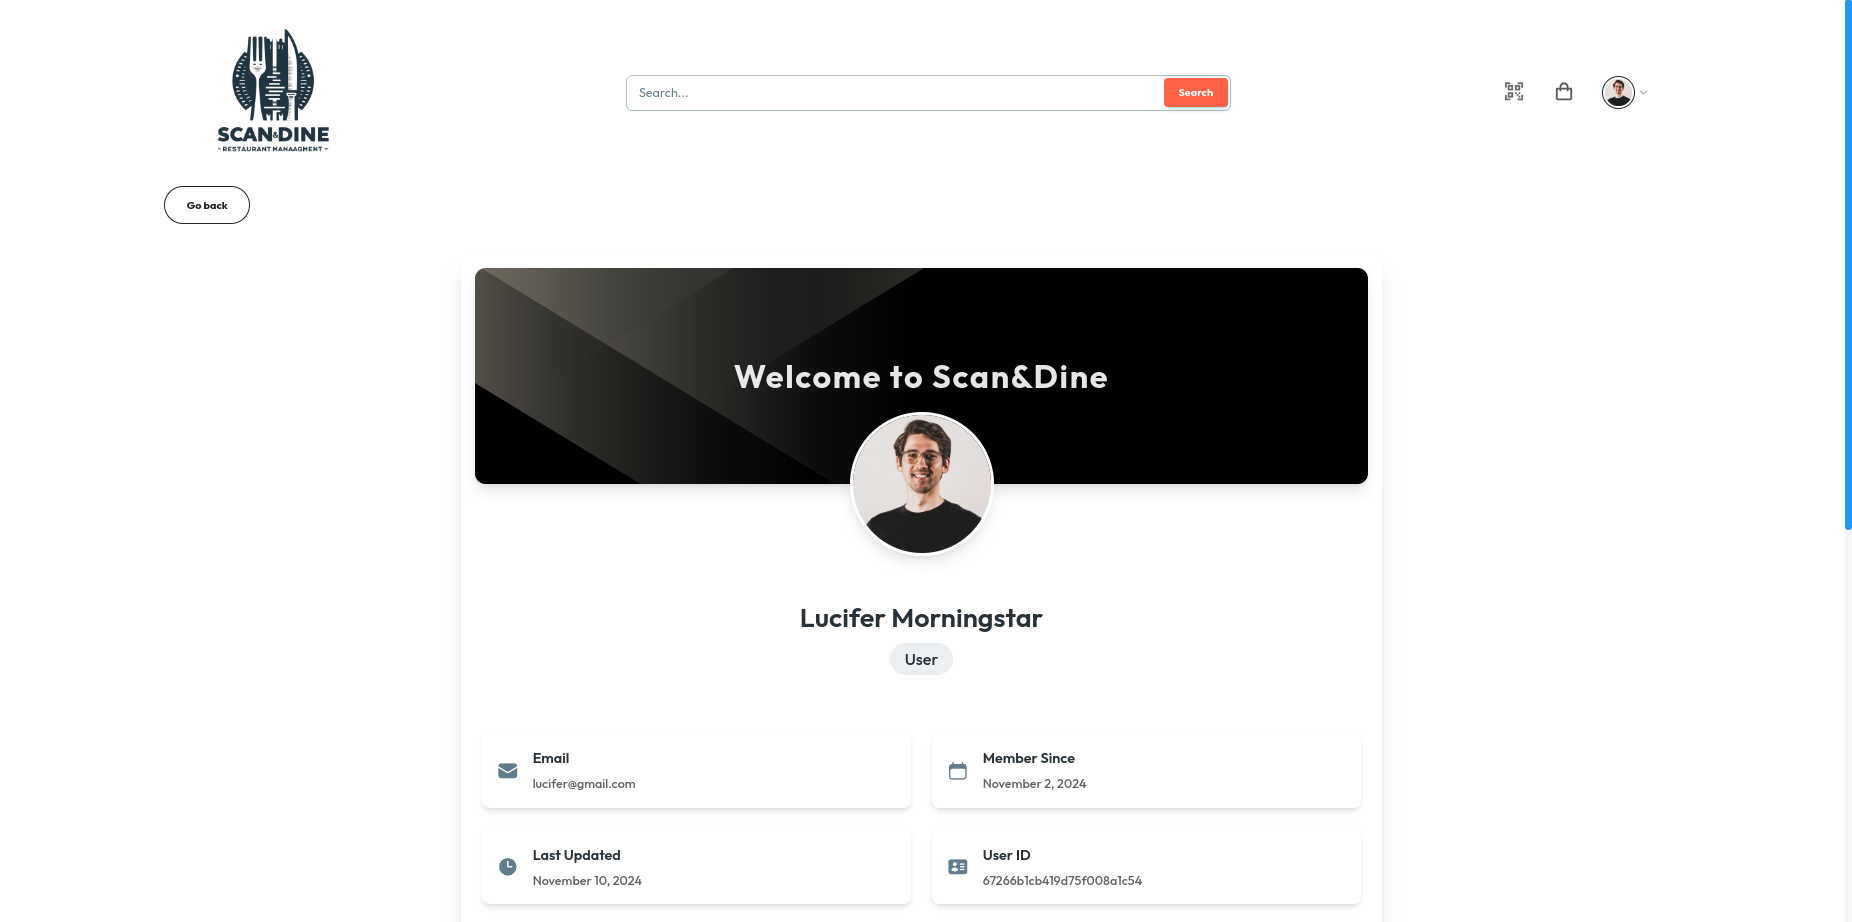 SCAN&DINE
- RESTAURANT MANAAGMENT -
Search...
Search
Go back
Welcome to Scan&Dine
Lucifer Morningstar
User
Email
lucifer@gmail.com
Member Since
November 2, 2024
Last Updated
November 10, 2024
User ID
67266b1cb419d75f008a1c54